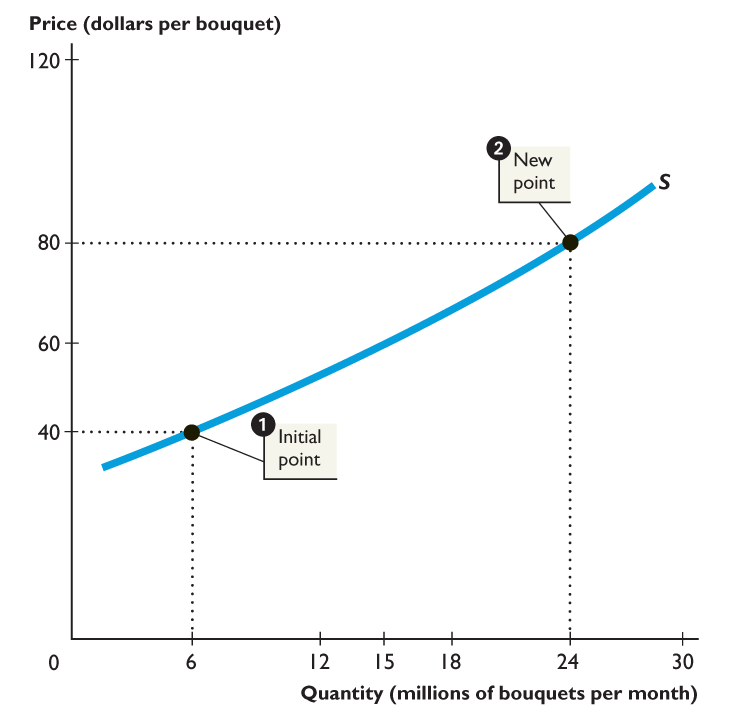 Price (dollars per bouquet)
120
2
New
point
S
80
60
40
1
Initial
point
0
6
12
15
18
24
30
Quantity (millions of bouquets per month)